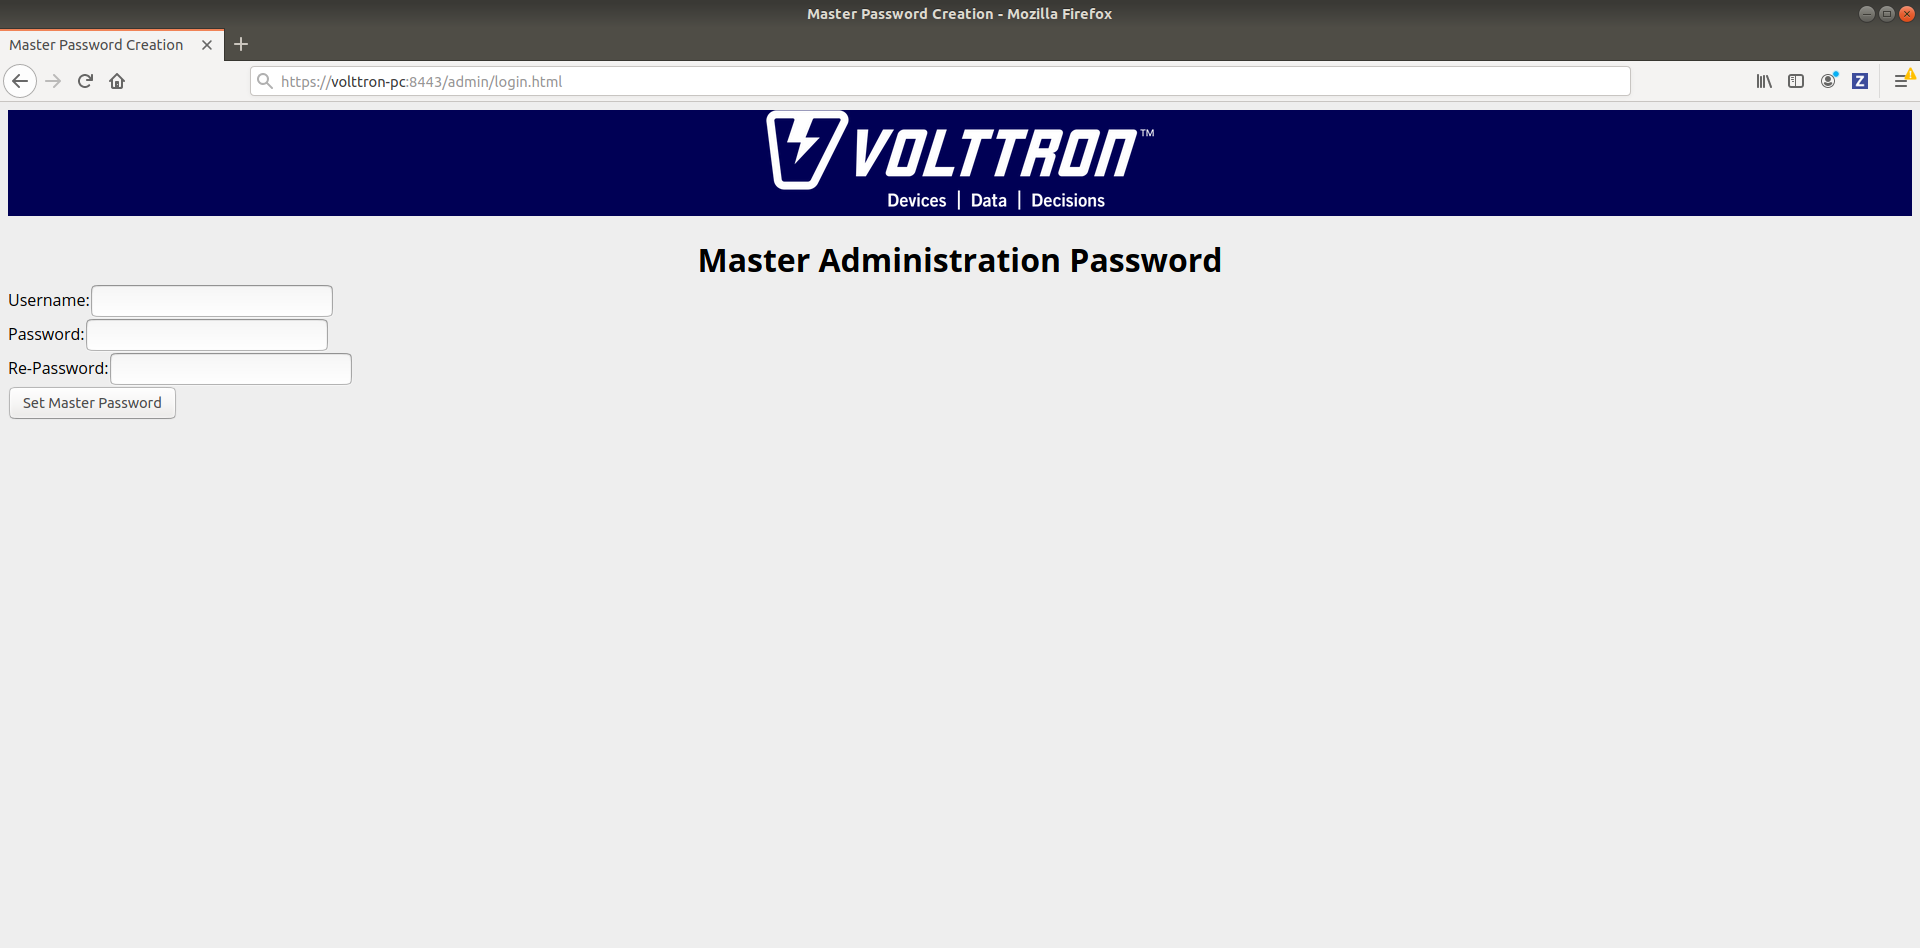 Master Password Creation - Mozilla Firefox
Master Password Creation
https://volttron-pc:8443/admin/login.html
Z
VOLTTRON™
Devices | Data | Decisions
Master Administration Password
Username:
Password:
Re-Password:
Set Master Password